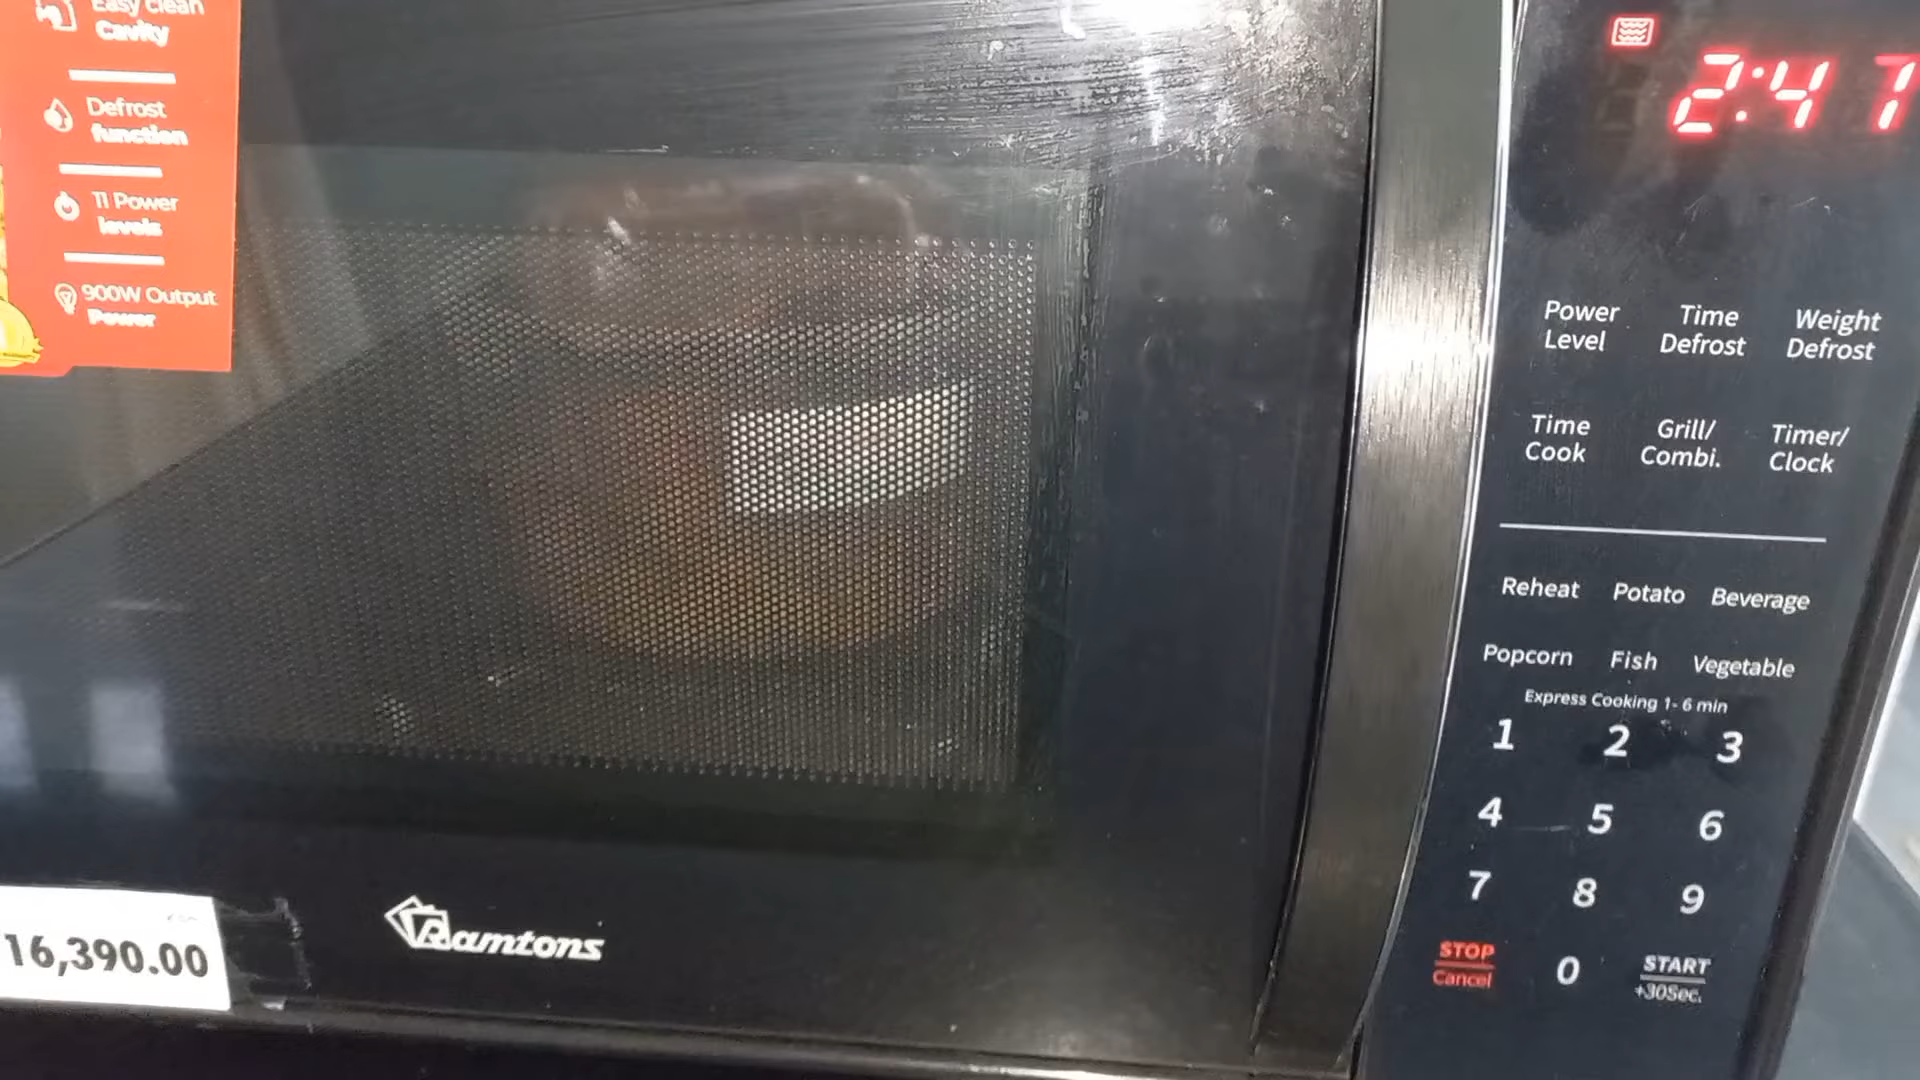 Easy clean
Cavity
Defrost
function
11 Power
levels
900W Output
Power
16,390.00
Ramtons
2:47
Power
Level
Time
Defrost
Weight
Defrost
Time
Cook
Grill/
Combi.
Timer/
Clock
Reheat Potato Beverage
Popcorn Fish Vegetable
Express Cooking 1-6 min
1 2 3
4 5 6
7 8 9
STOP
Cancel
0
START
+30Sec.